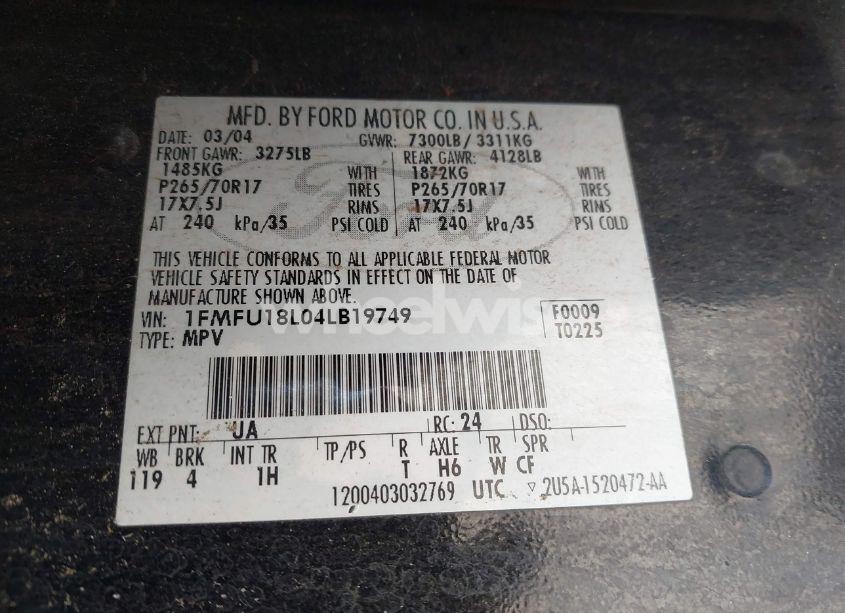 MFD. BY FORD MOTOR CO. IN U.S.A.
DATE: 03/04 GVWR: 7300LB / 3311KG
FRONT GAWR: 3275LB REAR GAWR: 4128LB
1485KG WITH 1872KG WITH
P265/70R17 TIRES P265/70R17 TIRES
17X7.5J RIMS 17X7.5J RIMS
AT 240 kPa/35 PSI COLD AT 240 kPa/35 PSI COLD
Ford
THIS VEHICLE CONFORMS TO ALL APPLICABLE FEDERAL MOTOR
VEHICLE SAFETY STANDARDS IN EFFECT ON THE DATE OF
MANUFACTURE SHOWN ABOVE.
VIN: 1FMFU18L04LB19749 F0009
TYPE: MPV T0225
wheelwis
EXT PNT: UA RC: 24 DSO:
WB BRK INT TR TP/PS R AXLE TR SPR
119 4 1H T H6 W CF
1200403032769 UTC ▽ 2U5A-1520472-AA